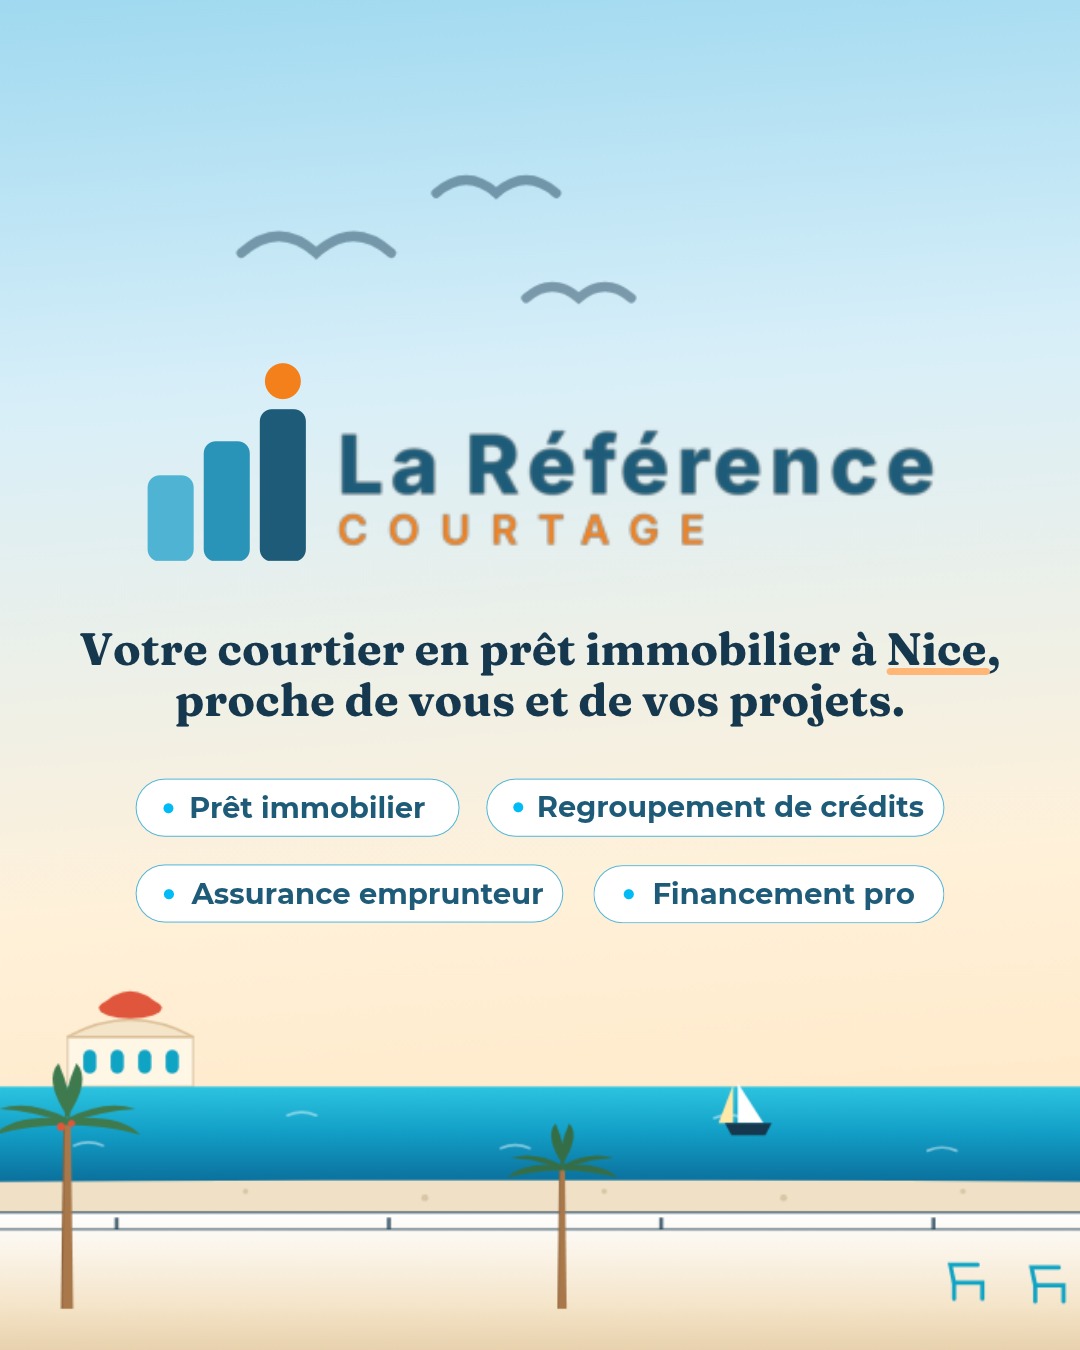 La Référence
COURTAGE
Votre courtier en prêt immobilier à Nice,
proche de vous et de vos projets.
• Prêt immobilier
• Regroupement de crédits
• Assurance emprunteur
• Financement pro